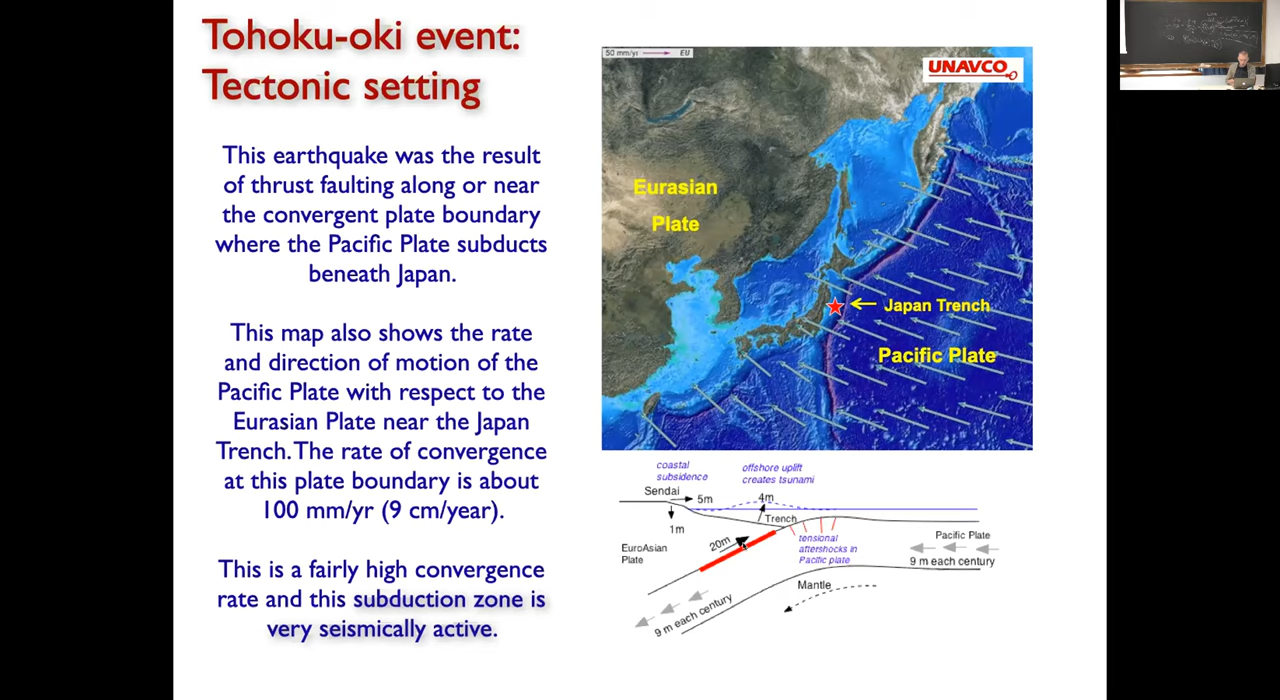 Tohoku-oki event:
Tectonic setting
This earthquake was the result
of thrust faulting along or near
the convergent plate boundary
where the Pacific Plate subducts
beneath Japan.
This map also shows the rate
and direction of motion of the
Pacific Plate with respect to the
Eurasian Plate near the Japan
Trench. The rate of convergence
at this plate boundary is about
100 mm/yr (9 cm/year).
This is a fairly high convergence
rate and this subduction zone is
very seismically active.
50 mm/yr EU
UNAVCO
Eurasian
Plate
Japan Trench
Pacific Plate
coastal
subsidence
offshore uplift
creates tsunami
Sendai
5m
4m
1m
Trench
20m
EuroAsian
Plate
tensional
aftershocks in
Pacific plate
Pacific Plate
9 m each century
Mantle
9 m each century